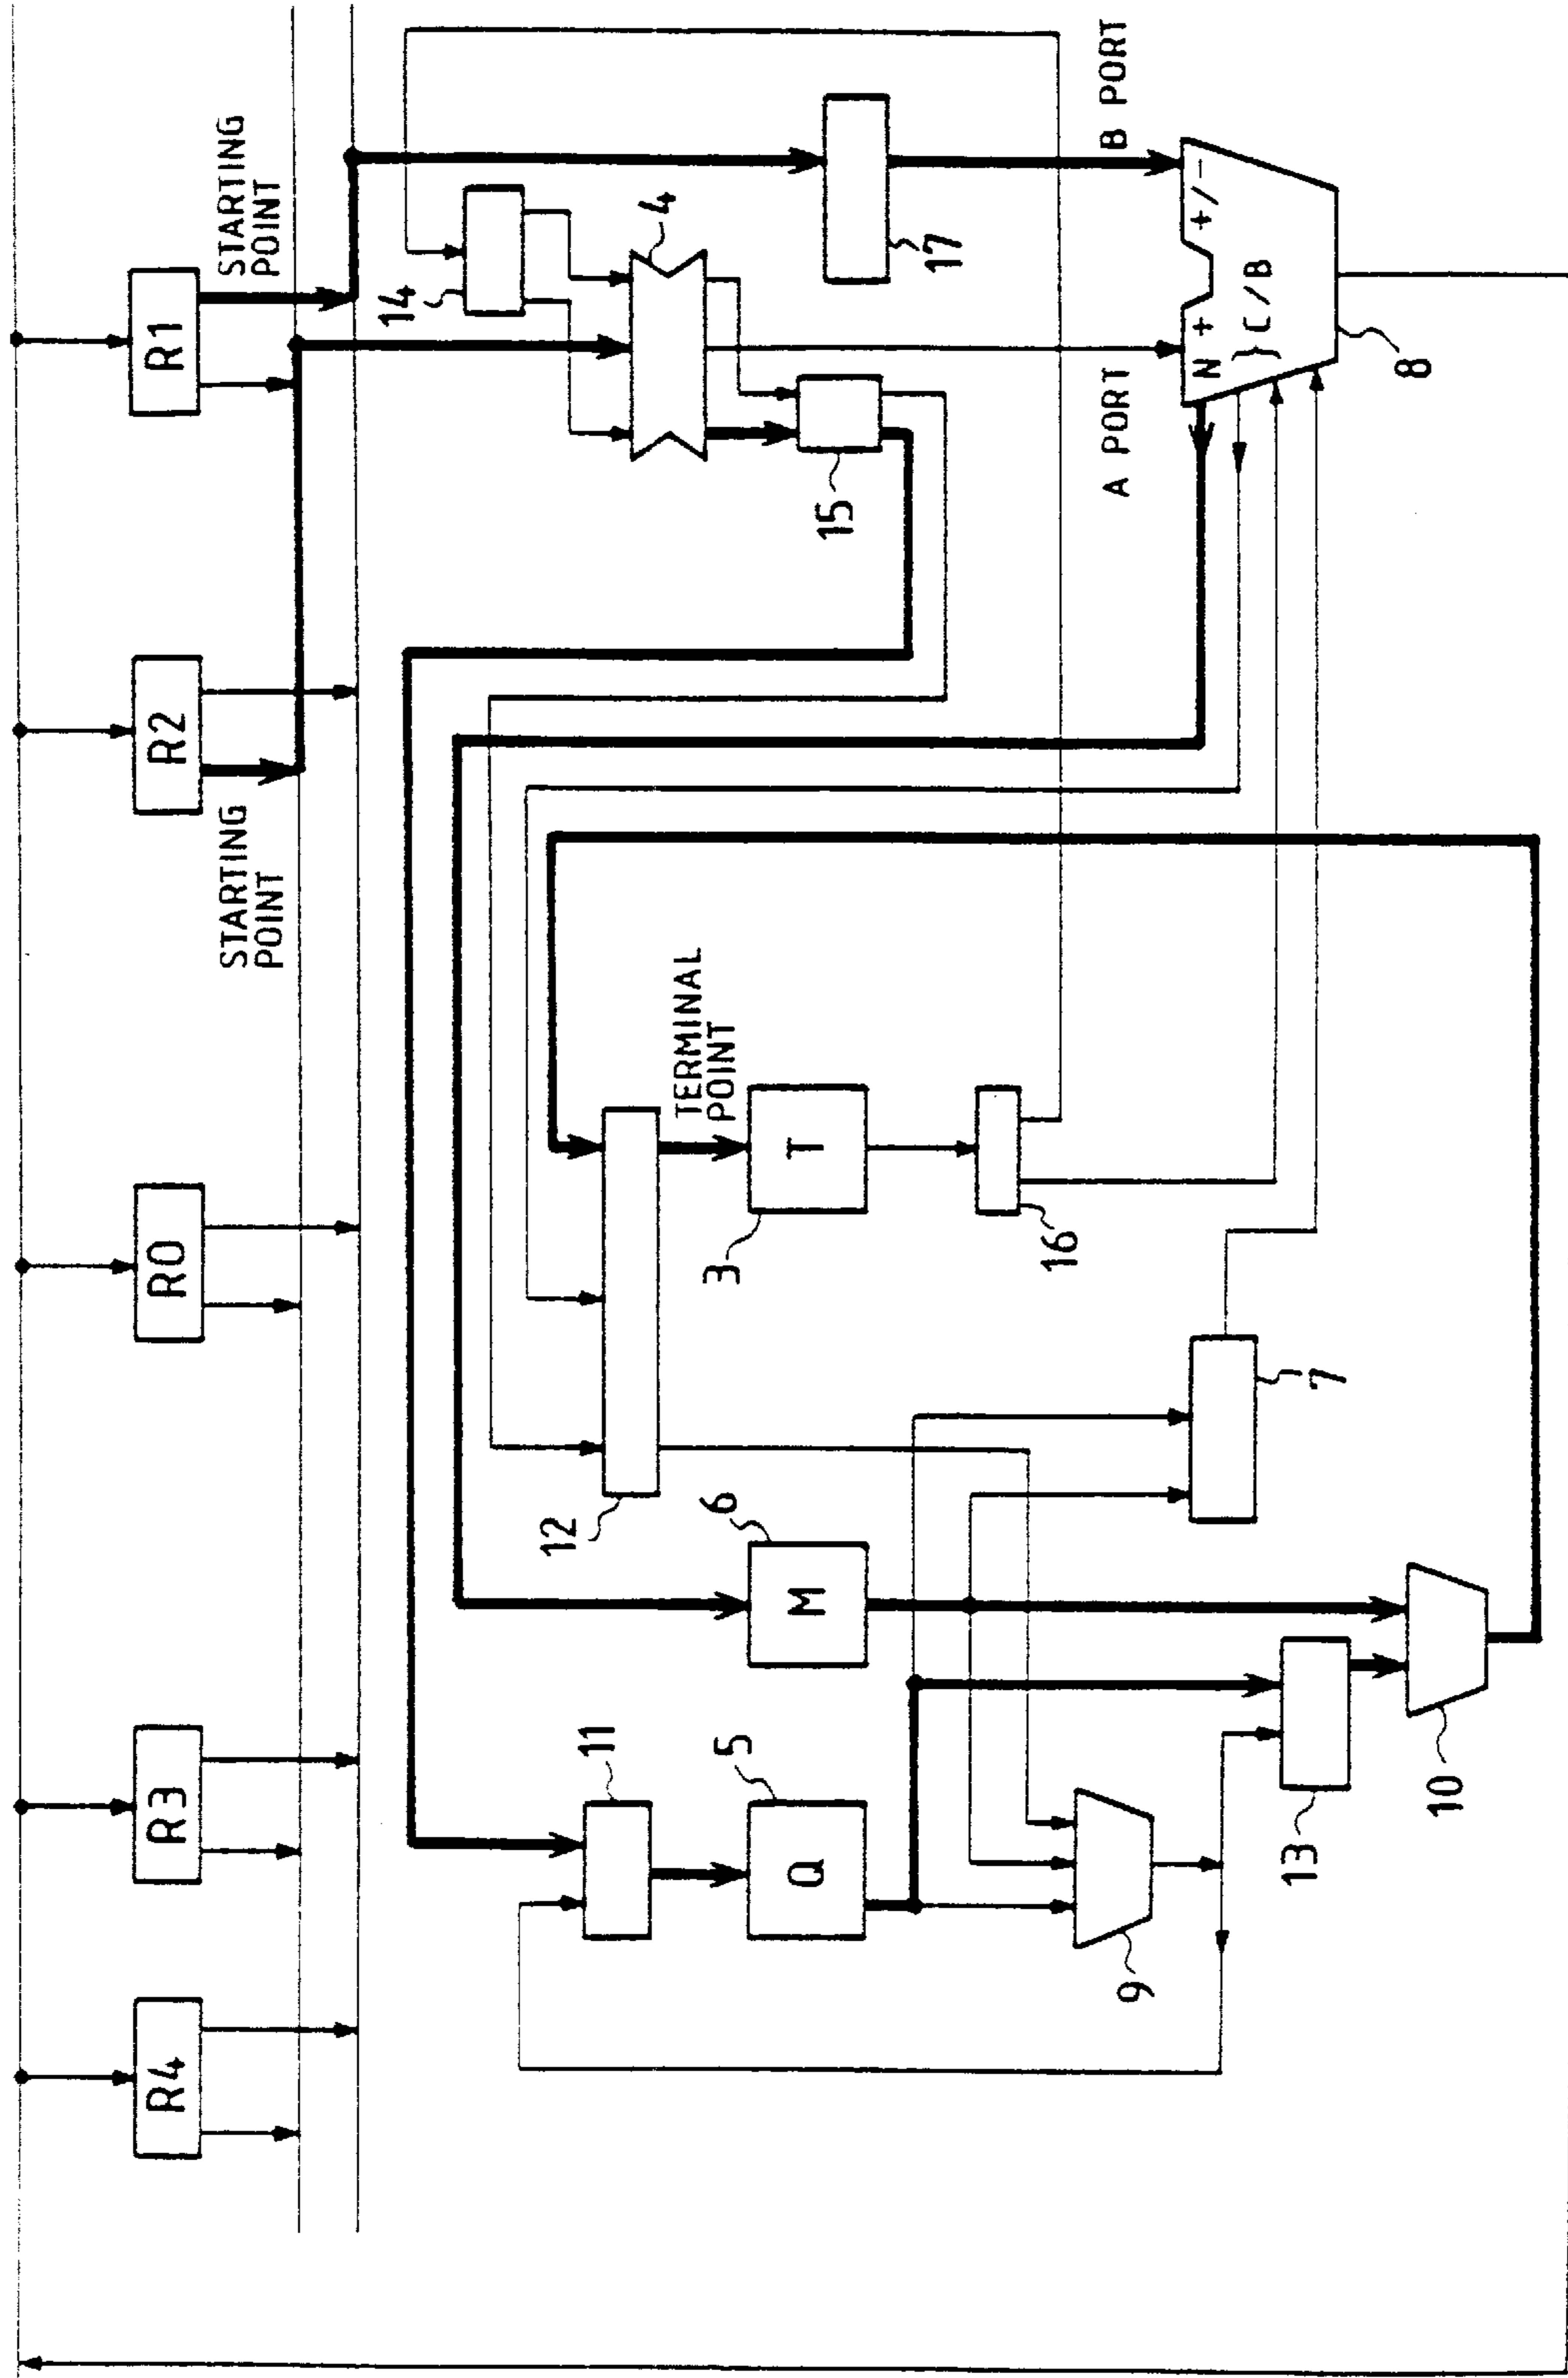 R4
R3
R0
R2
R1
STARTING
POINT
STARTING
POINT
14
4
17
15
B PORT
A PORT
N + +/-
} C/B
8
TERMINAL
POINT
T
3
16
12
6
M
7
11
5
Q
9
13
10